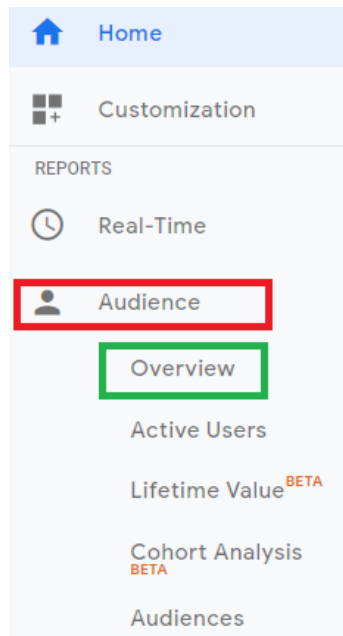 Home
Customization
REPORTS
Real-Time
Audience
Overview
Active Users
Lifetime Value BETA
Cohort Analysis
BETA
Audiences